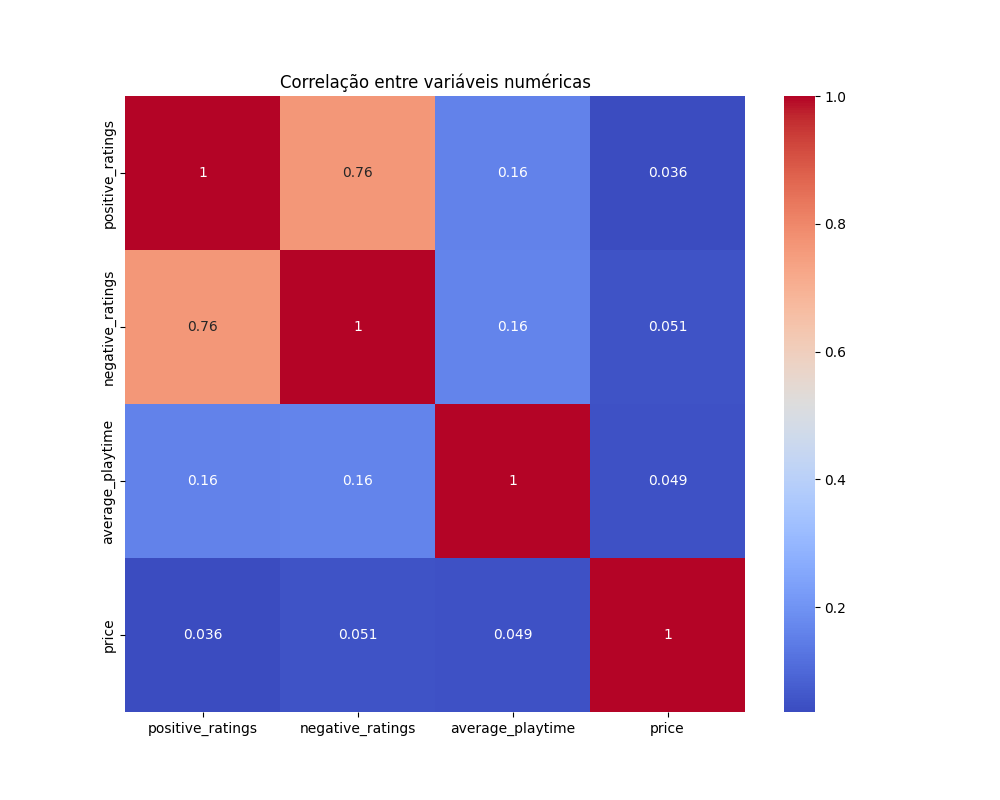 Correlação entre variáveis numéricas
positive_ratings
1
0.76
0.16
0.036
negative_ratings
0.76
1
0.16
0.051
average_playtime
0.16
0.16
1
0.049
price
0.036
0.051
0.049
1
positive_ratings
negative_ratings
average_playtime
price
1.0
0.8
0.6
0.4
0.2